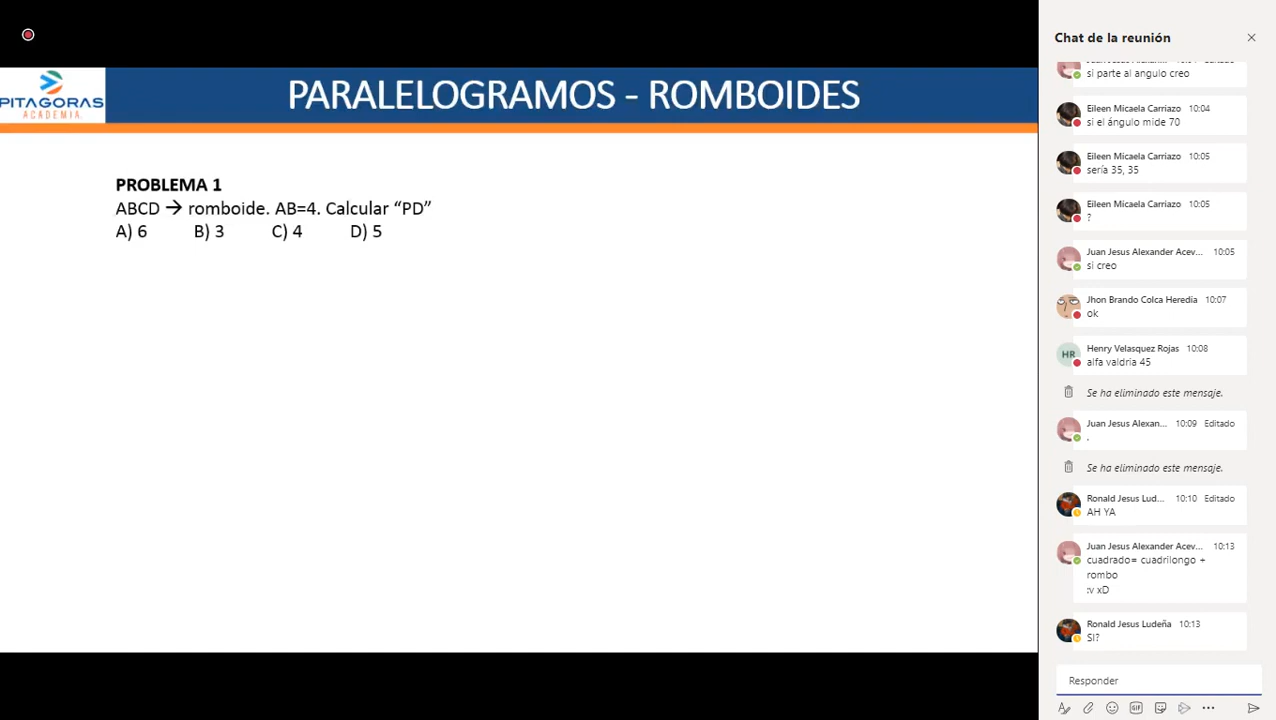 PITAGORAS
ACADEMIA
PARALELOGRAMOS - ROMBOIDES
PROBLEMA 1
ABCD → romboide. AB=4. Calcular “PD”
A) 6 B) 3 C) 4 D) 5
Chat de la reunión
si parte al angulo creo
Eileen Micaela Carriazo 10:04
si el ángulo mide 70
Eileen Micaela Carriazo 10:05
sería 35, 35
Eileen Micaela Carriazo 10:05
?
Juan Jesus Alexander Acev... 10:05
si creo
Jhon Brando Colca Heredia 10:07
ok
HR
Henry Velasquez Rojas 10:08
alfa valdria 45
Se ha eliminado este mensaje.
Juan Jesus Alexan... 10:09 Editado
.
Se ha eliminado este mensaje.
Ronald Jesus Lud... 10:10 Editado
AH YA
Juan Jesus Alexander Acev... 10:13
cuadrado= cuadrilongo +
rombo
:v xD
Ronald Jesus Ludeña 10:13
SI?
Responder
GIF